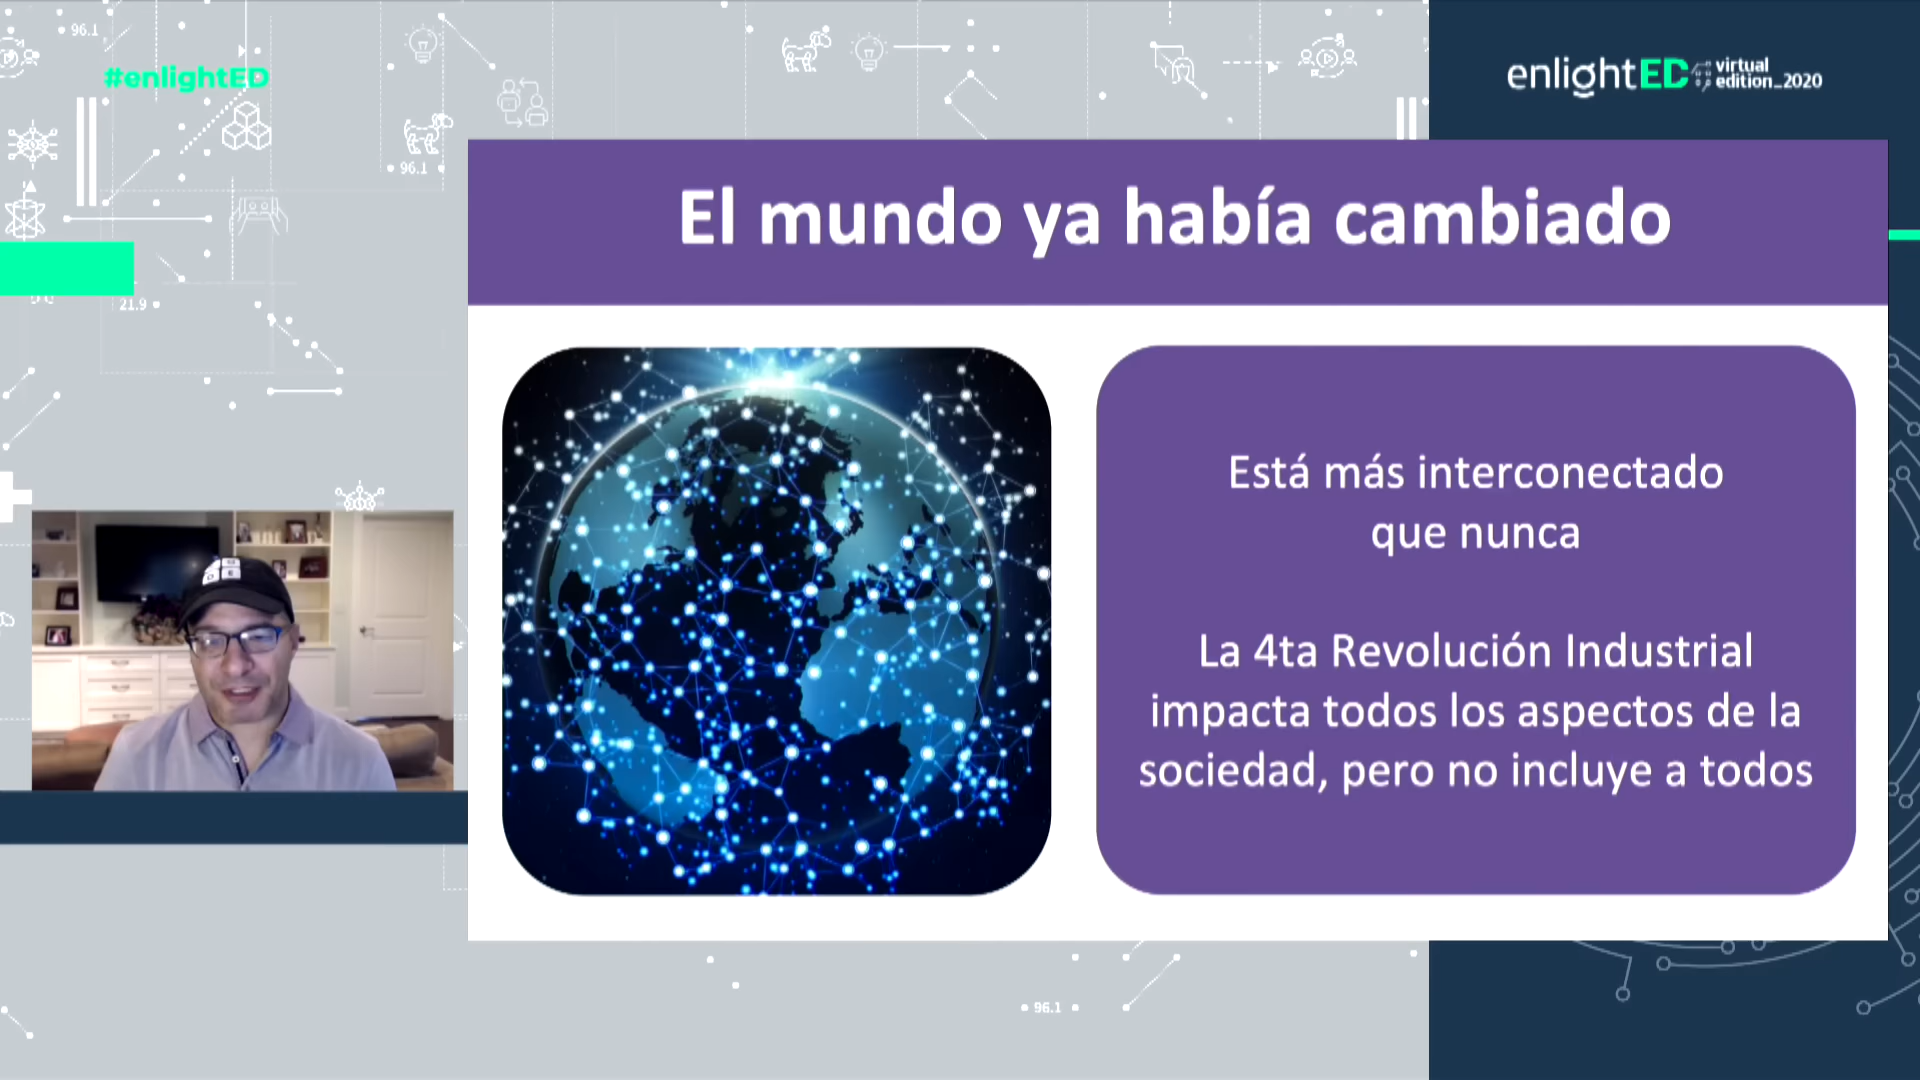 96.1
#enlightED
enlightED virtual
edition_2020
96.1
El mundo ya había cambiado
21.9
Está más interconectado
que nunca
La 4ta Revolución Industrial
impacta todos los aspectos de la
sociedad, pero no incluye a todos
96.1